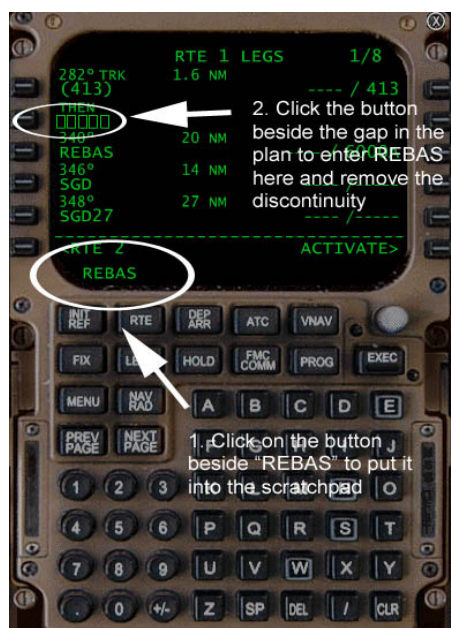 X
RTE 1 LEGS 1/8
282° TRK 1.6 NM
(413) ---- / 413
THEN
□□□□□
2. Click the button
beside the gap in the
plan to enter REBAS
here and remove the
discontinuity
340° 20 NM
REBAS ---- / 6000A
346° 14 NM
SGD ---- /
348° 27 NM
SGD27 ---- /-----
<RTE 2 ACTIVATE>
REBAS
INIT REF RTE DEP ARR ATC VNAV
FIX HOLD FMC COMM PROG EXEC
MENU NAV RAD A B C D E
PREV PAGE NEXT PAGE
1. Click on the button
beside “REBAS” to put it
into the scratchpad
F G J
1 2 3 L M O
4 5 6 P Q R S T
7 8 9 U V W X Y
. 0 +/- Z SP DEL / CLR